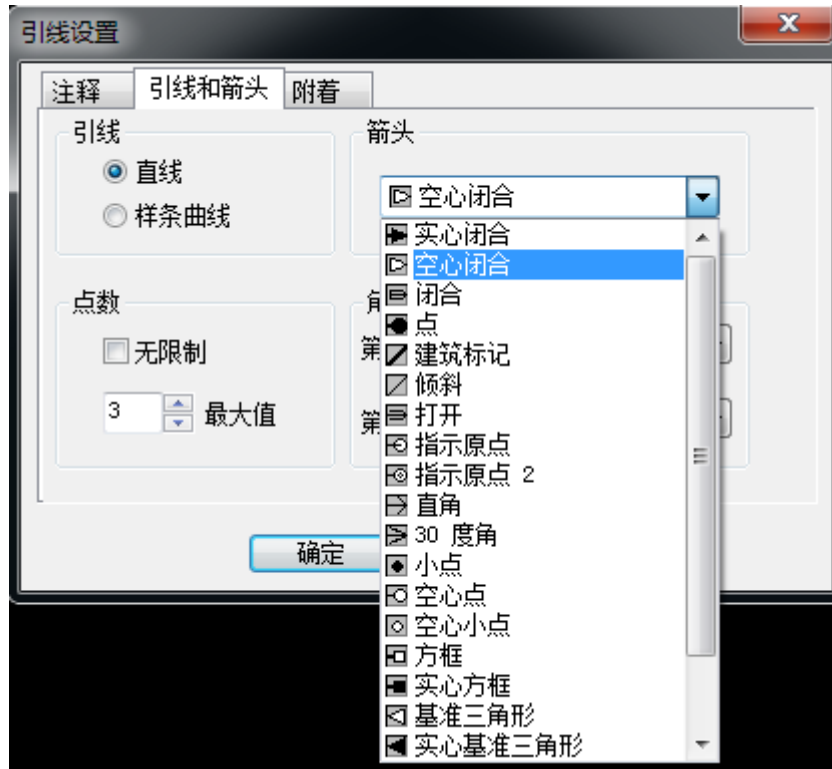 引线设置
注释
引线和箭头
附着
引线
直线
样条曲线
箭头
空心闭合
实心闭合
空心闭合
闭合
点
建筑标记
倾斜
打开
指示原点
指示原点 2
直角
30 度角
小点
空心点
空心小点
方框
实心方框
基准三角形
实心基准三角形
点数
无限制
3
最大值
第
第
确定